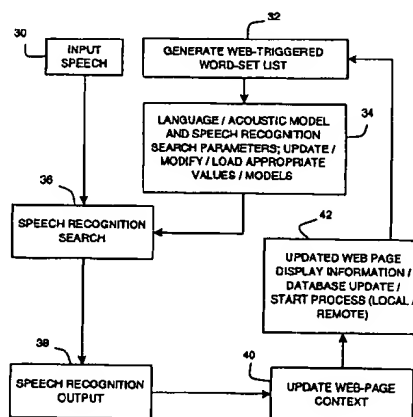 30
INPUT
SPEECH
32
GENERATE WEB-TRIGGERED
WORD-SET LIST
34
LANGUAGE / ACOUSTIC MODEL
AND SPEECH RECOGNITION
SEARCH PARAMETERS; UPDATE /
MODIFY / LOAD APPROPRIATE
VALUES / MODELS
36
SPEECH RECOGNITION
SEARCH
42
UPDATED WEB PAGE
DISPLAY INFORMATION /
DATABASE UPDATE /
START PROCESS (LOCAL /
REMOTE)
38
SPEECH RECOGNITION
OUTPUT
40
UPDATE WEB-PAGE
CONTEXT